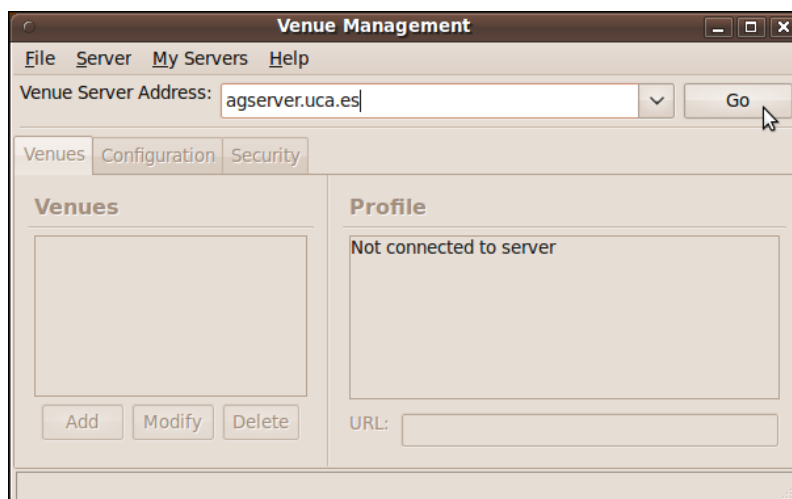 Venue Management
File Server My Servers Help
Venue Server Address: agserver.uca.es Go
Venues Configuration Security
Venues Profile
Not connected to server
Add Modify Delete URL: